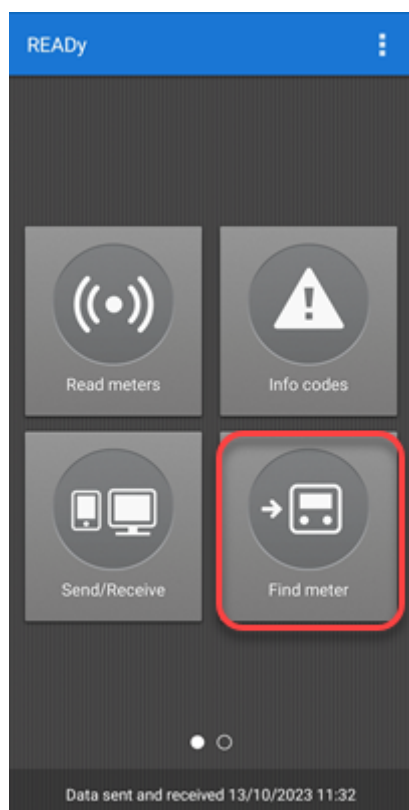 READy
Read meters
Info codes
Send/Receive
Find meter
Data sent and received 13/10/2023 11:32